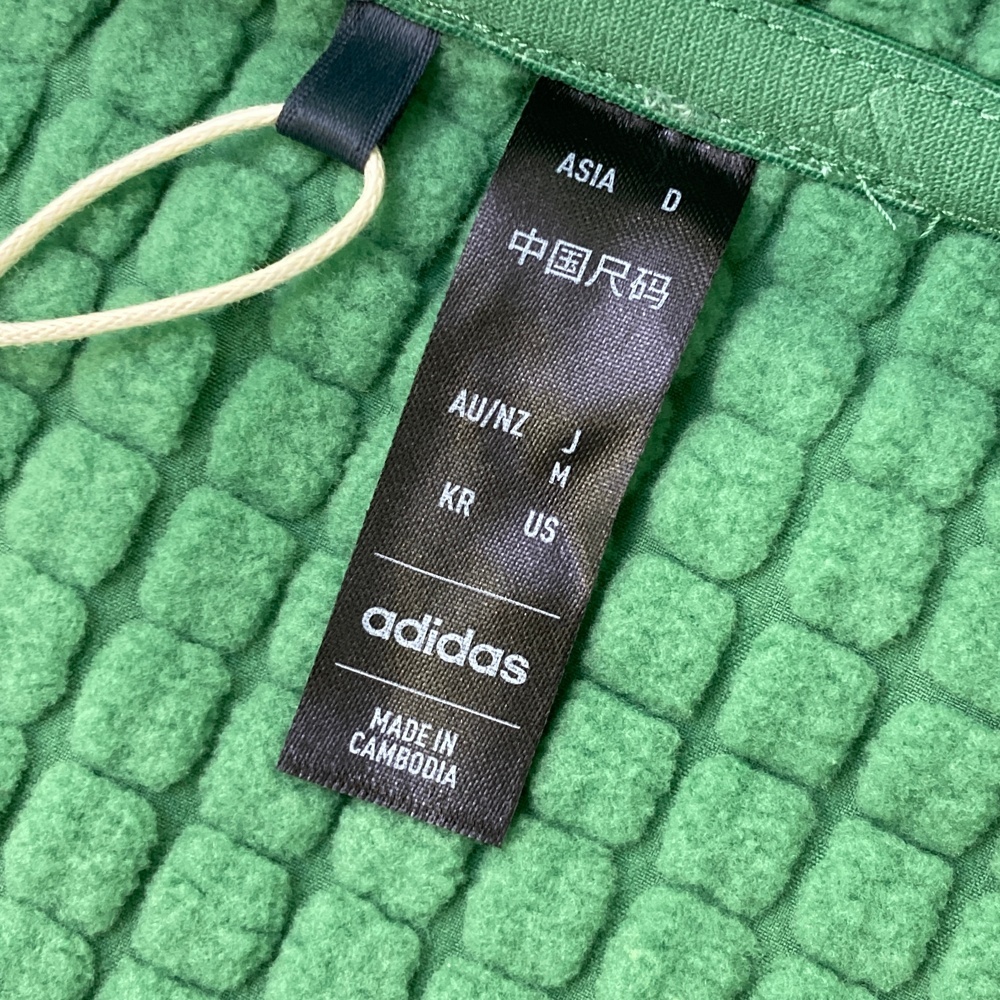 ASIA D
中国尺码
AU/NZ J
M
KR US
adidas
MADE IN
CAMBODIA